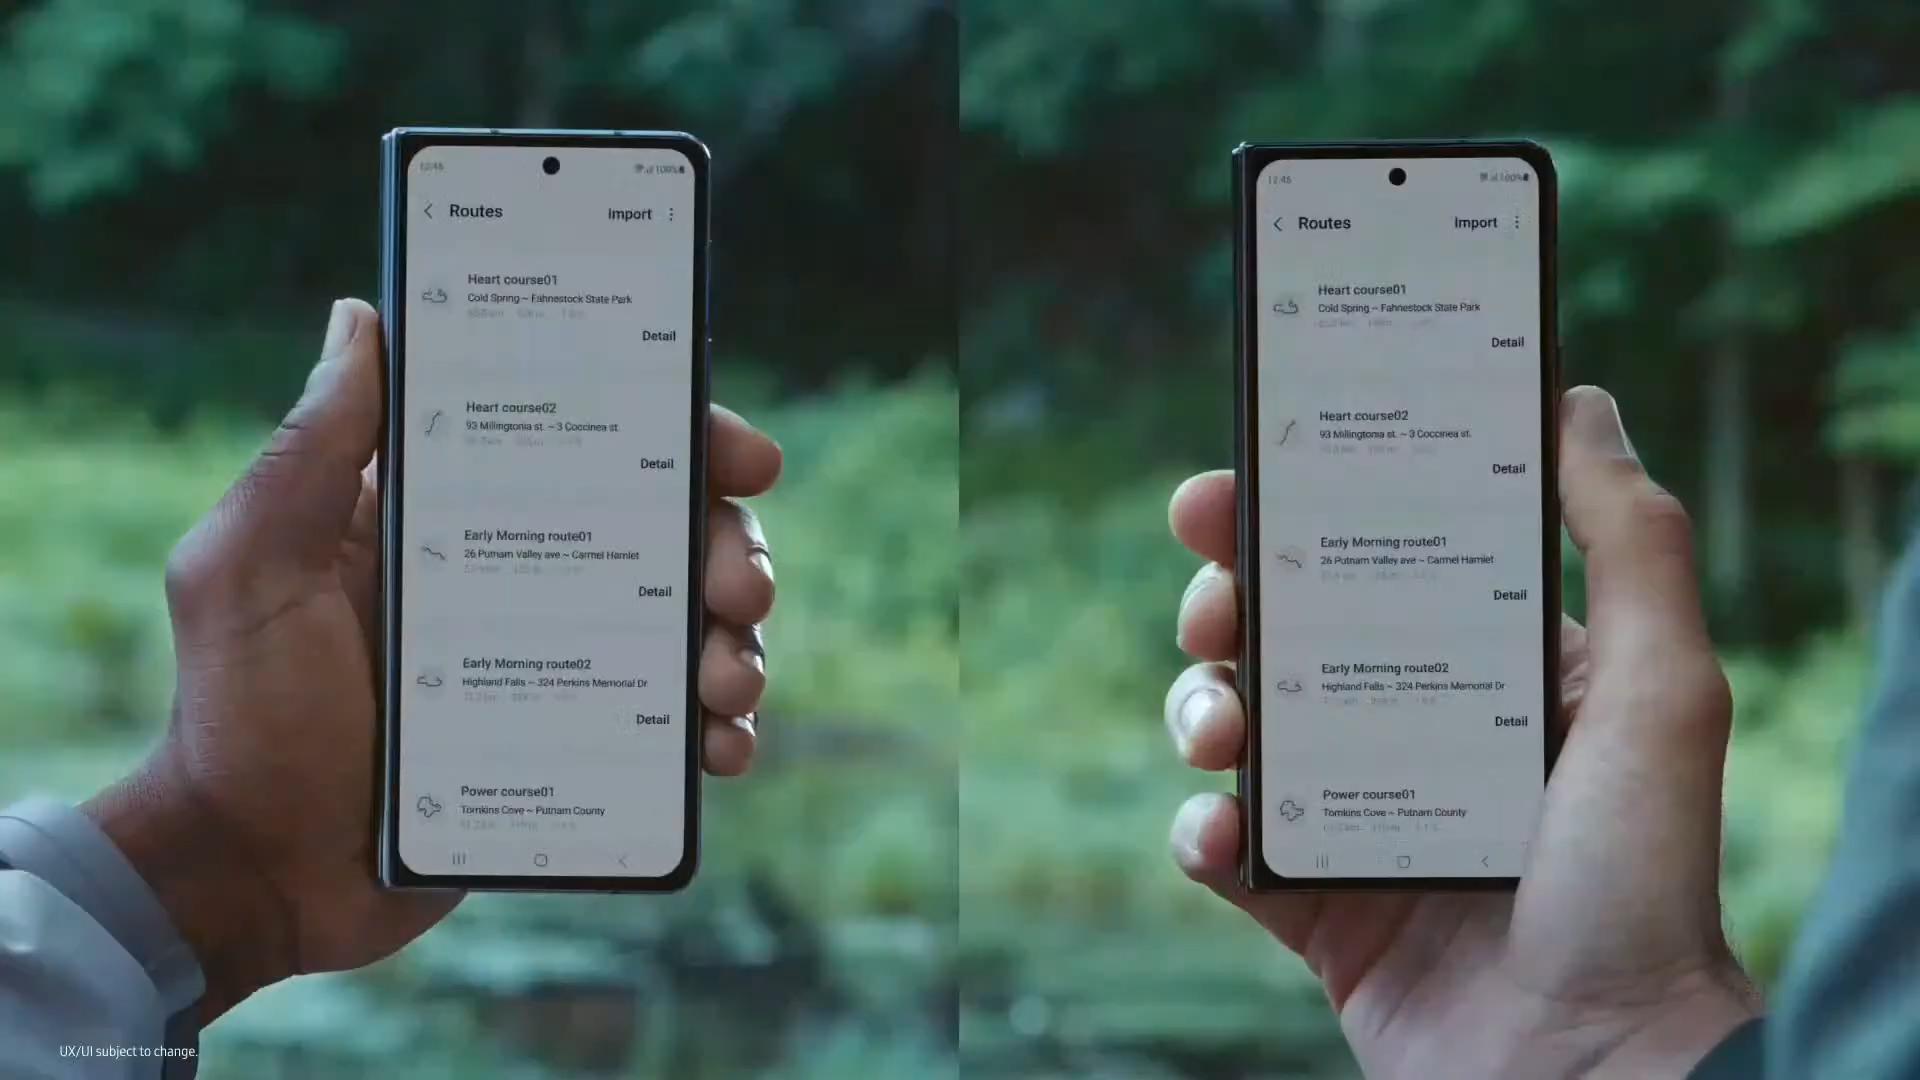 12:45
100%
Routes
Import
Heart course01
Cold Spring ~ Fahnestock State Park
Detail
Heart course02
93 Millingtonia st. ~ 3 Coccinea st.
Detail
Early Morning route01
26 Putnam Valley ave ~ Carmel Hamlet
Detail
Early Morning route02
Highland Falls ~ 324 Perkins Memorial Dr
Detail
Power course01
Tomkins Cove ~ Putnam County
12:45
100%
Routes
Import
Heart course01
Cold Spring ~ Fahnestock State Park
Detail
Heart course02
93 Millingtonia st. ~ 3 Coccinea st.
Detail
Early Morning route01
26 Putnam Valley ave ~ Carmel Hamlet
Detail
Early Morning route02
Highland Falls ~ 324 Perkins Memorial Dr
Detail
Power course01
Tomkins Cove ~ Putnam County
UX/UI subject to change.